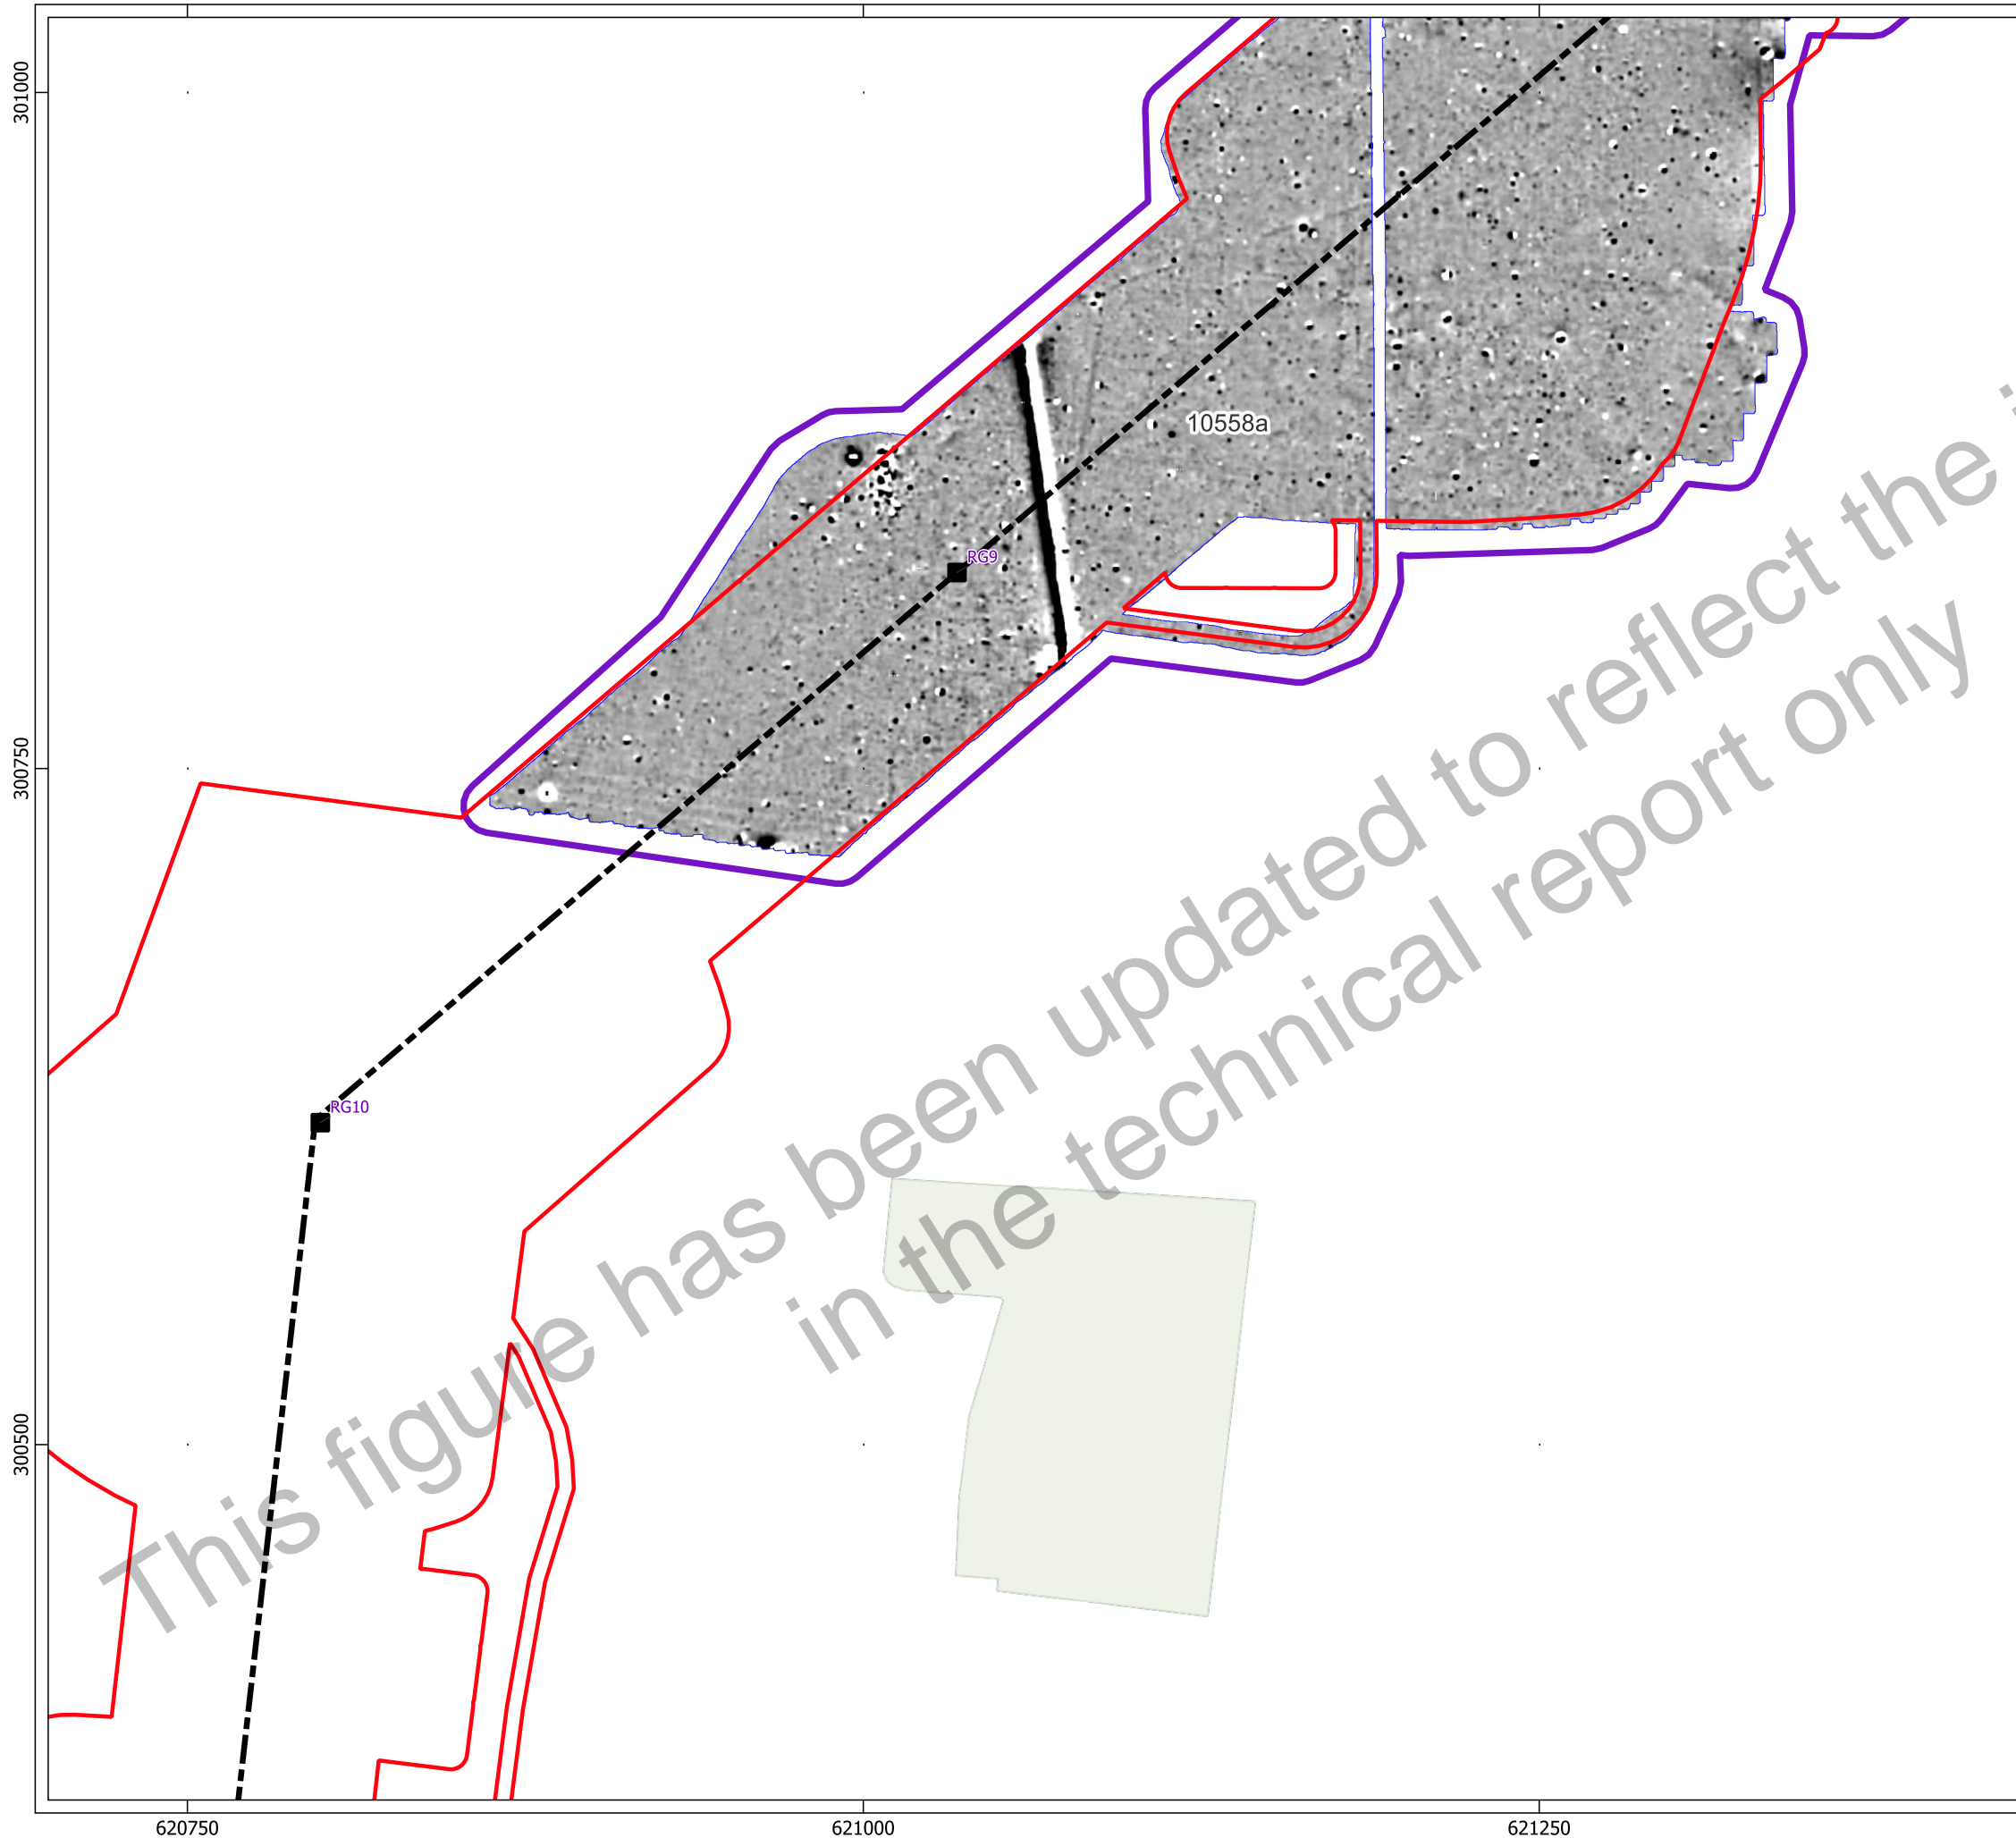 301000
10558a
RG9
300750
RG10
300500
This figure has been updated to reflect the
in the technical report only
620750
621000
621250